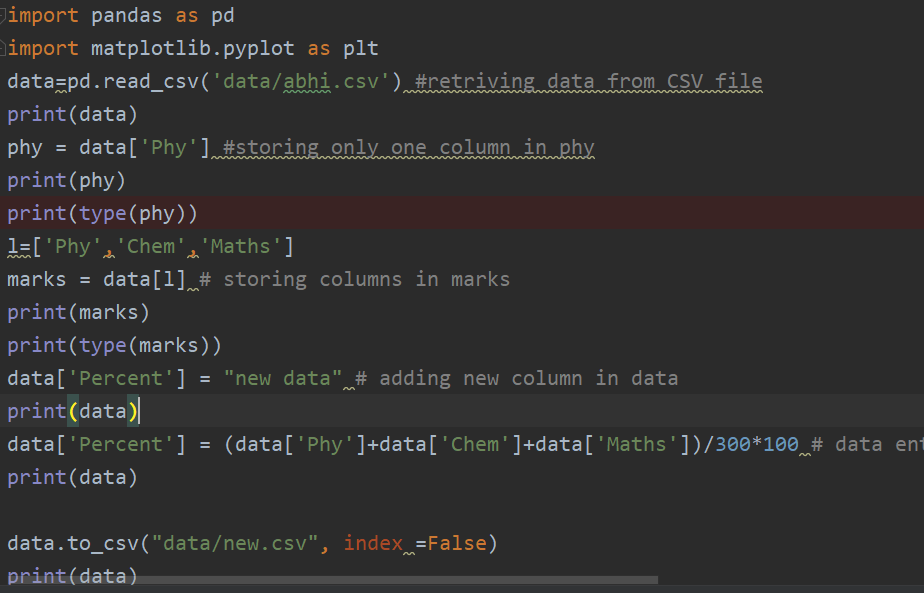 import pandas as pd
import matplotlib.pyplot as plt
data=pd.read_csv('data/abhi.csv') #retriving data from CSV file
print(data)
phy = data['Phy'] #storing only one column in phy
print(phy)
print(type(phy))
l=['Phy','Chem','Maths']
marks = data[l] # storing columns in marks
print(marks)
print(type(marks))
data['Percent'] = "new data" # adding new column in data
print(data)
data['Percent'] = (data['Phy']+data['Chem']+data['Maths'])/300*100 # data ent
print(data)
data.to_csv("data/new.csv", index =False)
print(data)